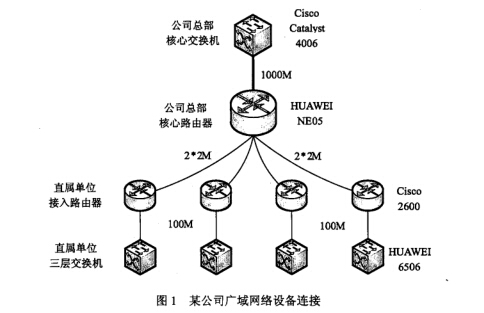 公司总部
核心交换机
Cisco
Catalyst
4006
1000M
公司总部
核心路由器
HUAWEI
NE05
2*2M
2*2M
直属单位
接入路由器
Cisco
2600
100M
100M
直属单位
三层交换机
HUAWEI
6506
图 1 某公司广域网络设备连接